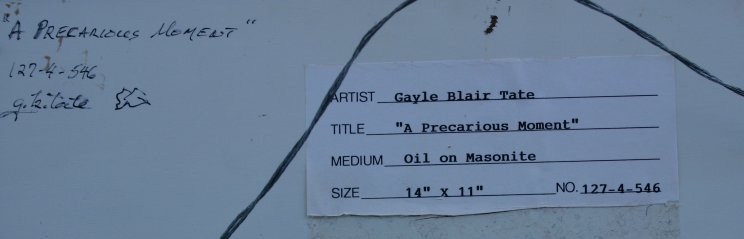 "A PRECARIOUS MOMENT"
127-4-546
g.b.tate
ARTIST Gayle Blair Tate
TITLE "A Precarious Moment"
MEDIUM Oil on Masonite
SIZE 14" X 11" NO. 127-4-546